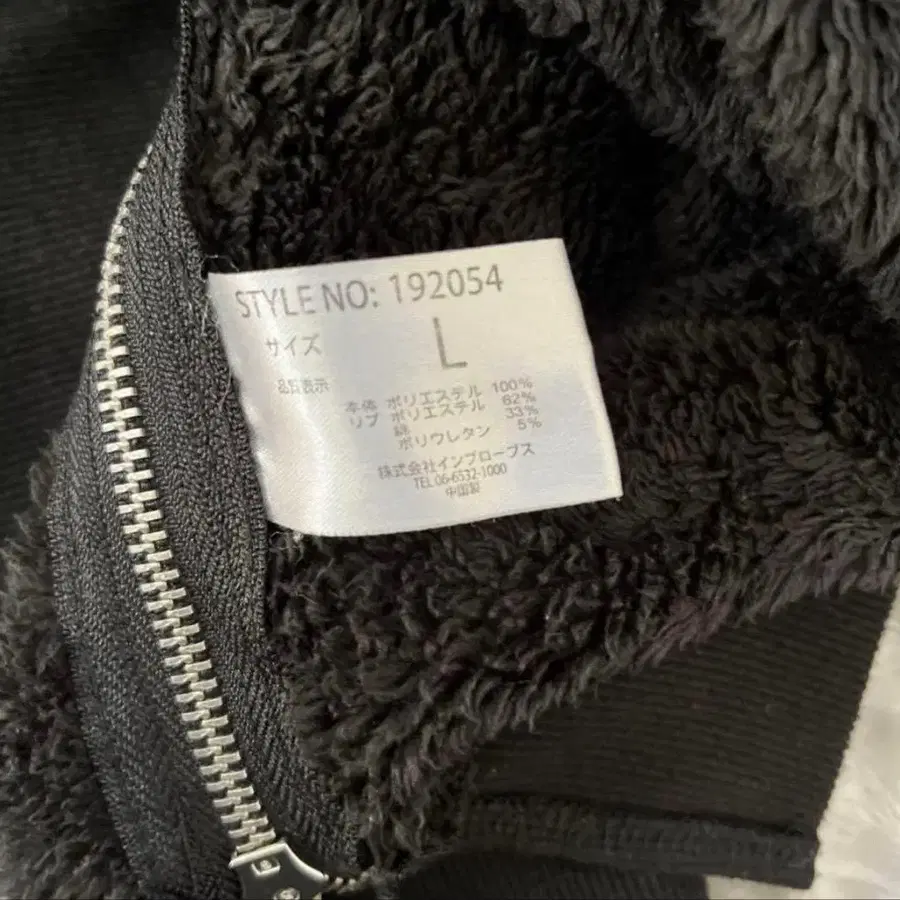 STYLE NO: 192054
サイズ L
品質表示
本体 ポリエステル 100%
リブ ポリエステル 62%
綿 33%
ポリウレタン 5%
株式会社インプローブス
TEL06-6532-1000
中国製